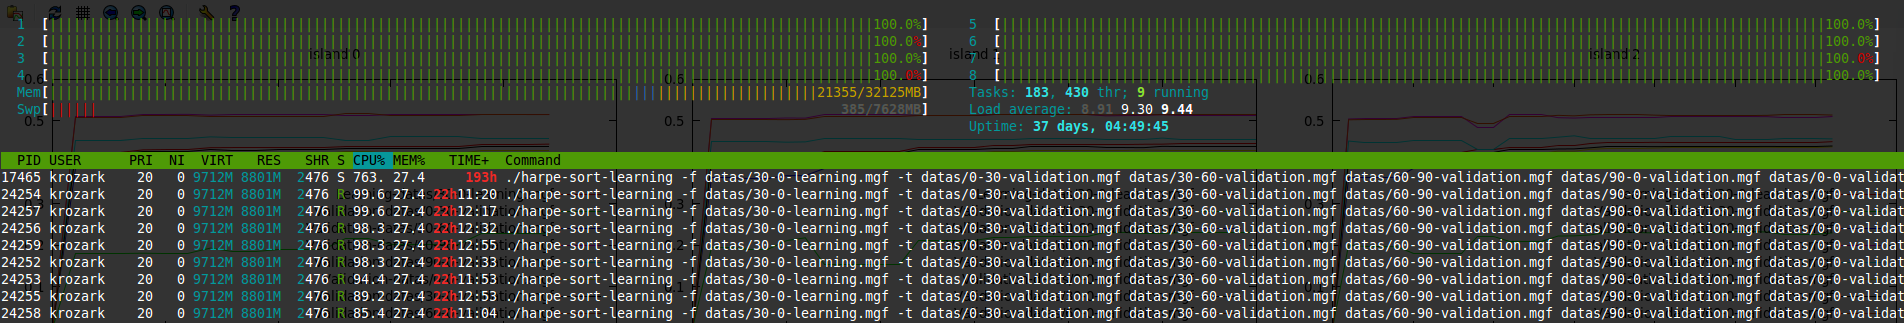 1 [ 100.0%] 5 [ 100.0%]
2 [ 100.0%] 6 [ 100.0%]
island 0 island island 2
3 [ 100.0%] 7 [ 100.0%]
4 [ 100.0%] 8 [ 100.0%]
0.6 0.6 0.6
Mem[ 21355/32125MB] Tasks: 183, 430 thr; 9 running
Swp[ 385/7628MB] Load average: 8.91 9.30 9.44
0.5 0.5 0.5
Uptime: 37 days, 04:49:45
PID USER PRI NI VIRT RES SHR S CPU% MEM% TIME+ Command
17465 krozark 20 0 9712M 8801M 2476 S 763. 27.4 193h ./harpe-sort-learning -f datas/30-0-learning.mgf -t datas/0-30-validation.mgf datas/30-60-validation.mgf datas/60-90-validation.mgf datas/90-0-validation.mgf datas/0-0-validat
24254 krozark 20 0 9712M 8801M 2476 R 99.6 27.4 22h11:20 ./harpe-sort-learning -f datas/30-0-learning.mgf -t datas/0-30-validation.mgf datas/30-60-validation.mgf datas/60-90-validation.mgf datas/90-0-validation.mgf datas/0-0-validat
24257 krozark 20 0 9712M 8801M 2476 R 99.6 27.4 22h12:17 ./harpe-sort-learning -f datas/30-0-learning.mgf -t datas/0-30-validation.mgf datas/30-60-validation.mgf datas/60-90-validation.mgf datas/90-0-validation.mgf datas/0-0-validat
24256 krozark 20 0 9712M 8801M 2476 R 98.3 27.4 22h12:32 ./harpe-sort-learning -f datas/30-0-learning.mgf -t datas/0-30-validation.mgf datas/30-60-validation.mgf datas/60-90-validation.mgf datas/90-0-validation.mgf datas/0-0-validat
24259 krozark 20 0 9712M 8801M 2476 R 98.3 27.4 22h12:55 ./harpe-sort-learning -f datas/30-0-learning.mgf -t datas/0-30-validation.mgf datas/30-60-validation.mgf datas/60-90-validation.mgf datas/90-0-validation.mgf datas/0-0-validat
24252 krozark 20 0 9712M 8801M 2476 R 98.3 27.4 22h12:33 ./harpe-sort-learning -f datas/30-0-learning.mgf -t datas/0-30-validation.mgf datas/30-60-validation.mgf datas/60-90-validation.mgf datas/90-0-validation.mgf datas/0-0-validat
24253 krozark 20 0 9712M 8801M 2476 R 94.4 27.4 22h11:53 ./harpe-sort-learning -f datas/30-0-learning.mgf -t datas/0-30-validation.mgf datas/30-60-validation.mgf datas/60-90-validation.mgf datas/90-0-validation.mgf datas/0-0-validat
24255 krozark 20 0 9712M 8801M 2476 R 89.2 27.4 22h12:53 ./harpe-sort-learning -f datas/30-0-learning.mgf -t datas/0-30-validation.mgf datas/30-60-validation.mgf datas/60-90-validation.mgf datas/90-0-validation.mgf datas/0-0-validat
24258 krozark 20 0 9712M 8801M 2476 R 85.4 27.4 22h11:04 ./harpe-sort-learning -f datas/30-0-learning.mgf -t datas/0-30-validation.mgf datas/30-60-validation.mgf datas/60-90-validation.mgf datas/90-0-validation.mgf datas/0-0-validat